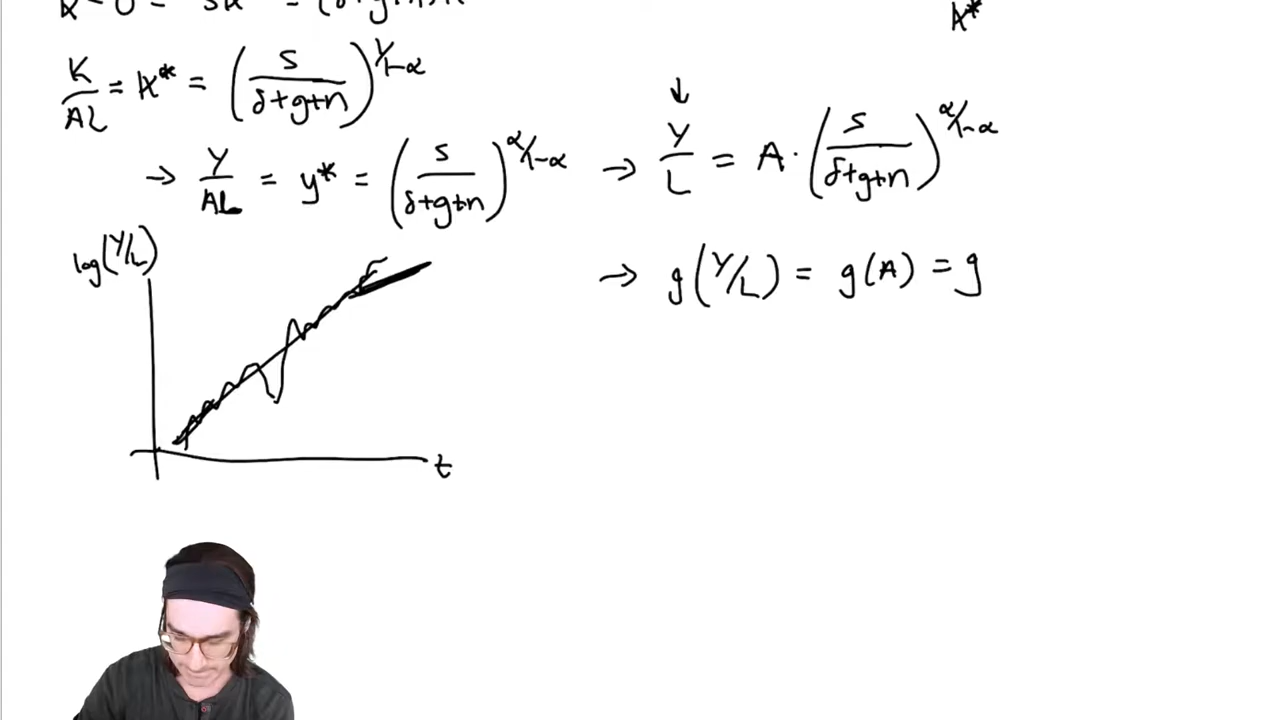 K/AL = k* = (s/(δ+g+n))^(1/1-α)
→ Y/AL = y* = (s/(δ+g+n))^(α/1-α) → Y/L = A · (s/(δ+g+n))^(α/1-α)
→ g(Y/L) = g(A) = g
log(Y/L)
t
k*